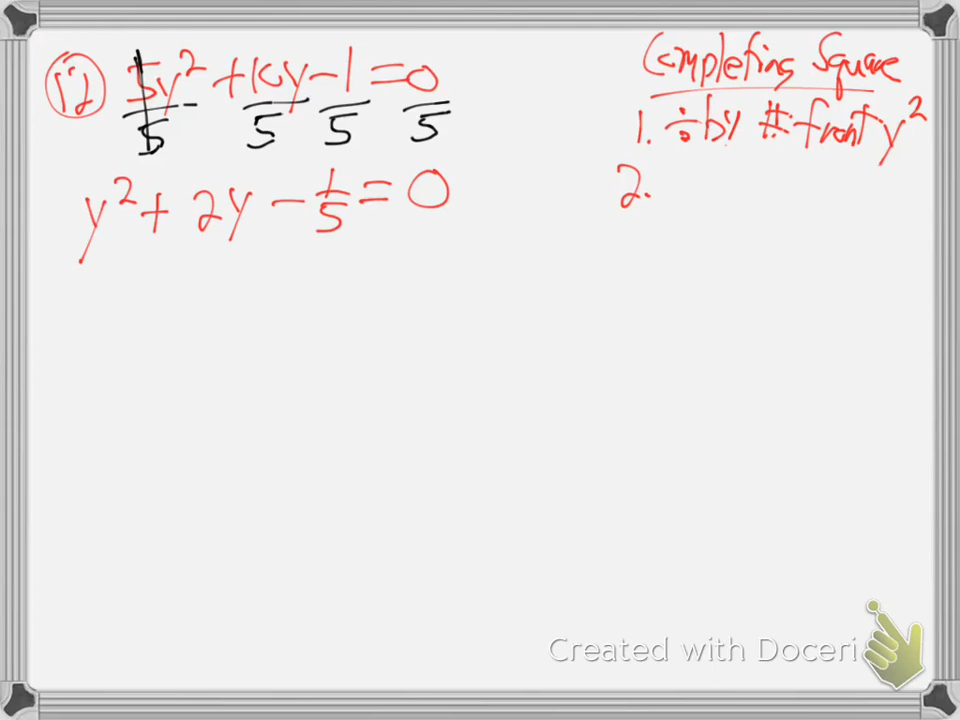 12 5y² + 10y - 1 = 0
5 5 5 5
y² + 2y - 1/5 = 0
Completing Square
1. ÷ by # front y²
2.
Created with Doceri